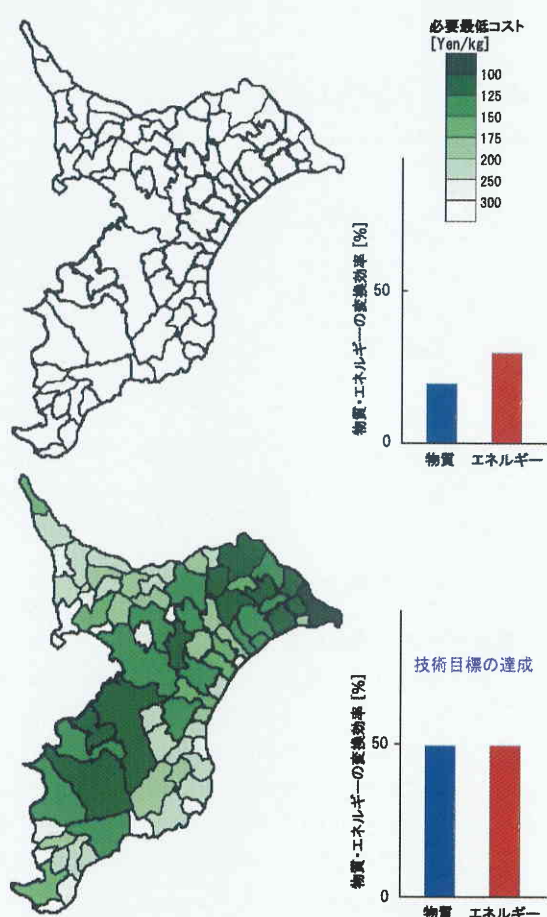 必要最低コスト
[Yen/kg]
100
125
150
175
200
250
300
物質・エネルギーの変換効率 [%]
50
0
物質 エネルギー
技術目標の達成
物質・エネルギーの変換効率 [%]
50
0
物質 エネルギー